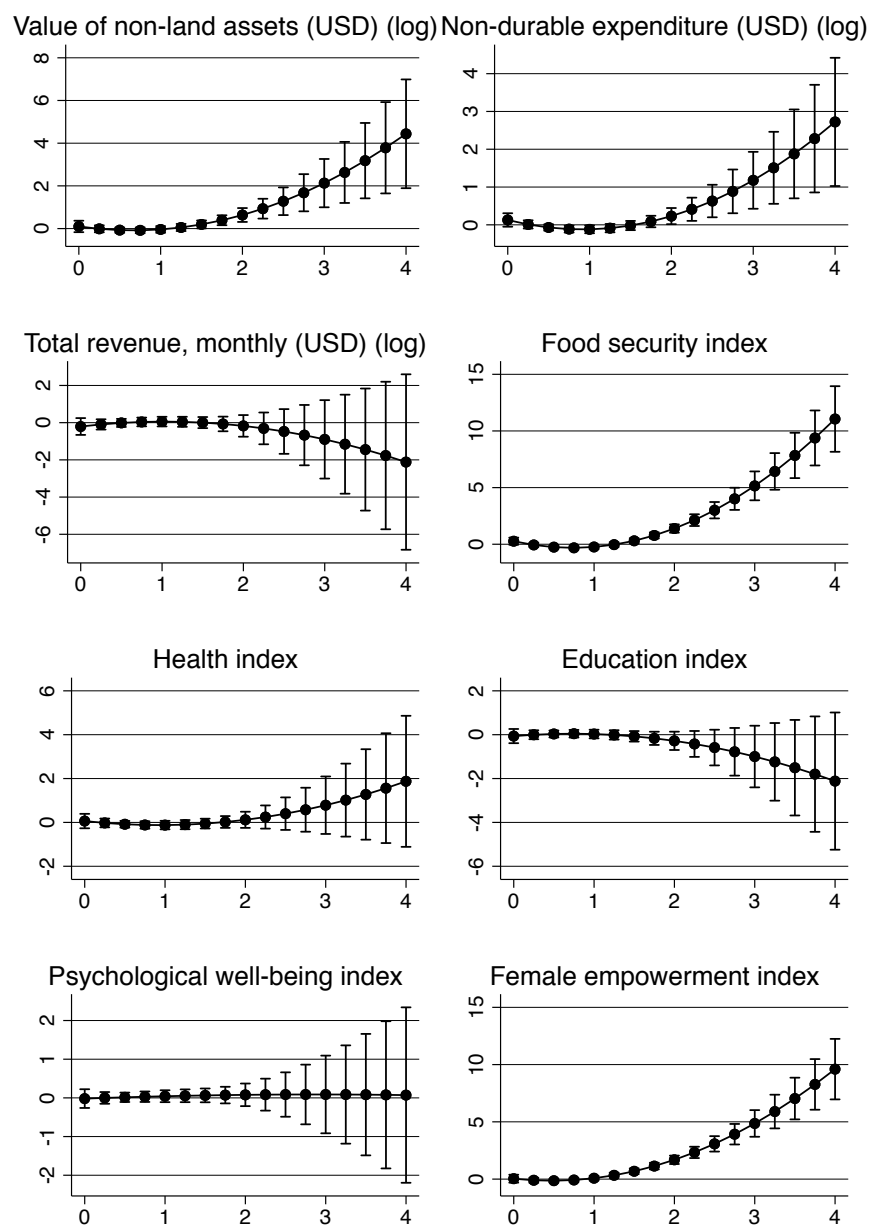 Value of non-land assets (USD) (log)
Non-durable expenditure (USD) (log)
8
6
4
2
0
0 1 2 3 4
4
3
2
1
0
0 1 2 3 4
Total revenue, monthly (USD) (log)
Food security index
2
0
-2
-4
-6
0 1 2 3 4
15
10
5
0
0 1 2 3 4
Health index
Education index
6
4
2
0
-2
0 1 2 3 4
2
0
-2
-4
-6
0 1 2 3 4
Psychological well-being index
Female empowerment index
2
1
0
-1
-2
0 1 2 3 4
15
10
5
0
0 1 2 3 4